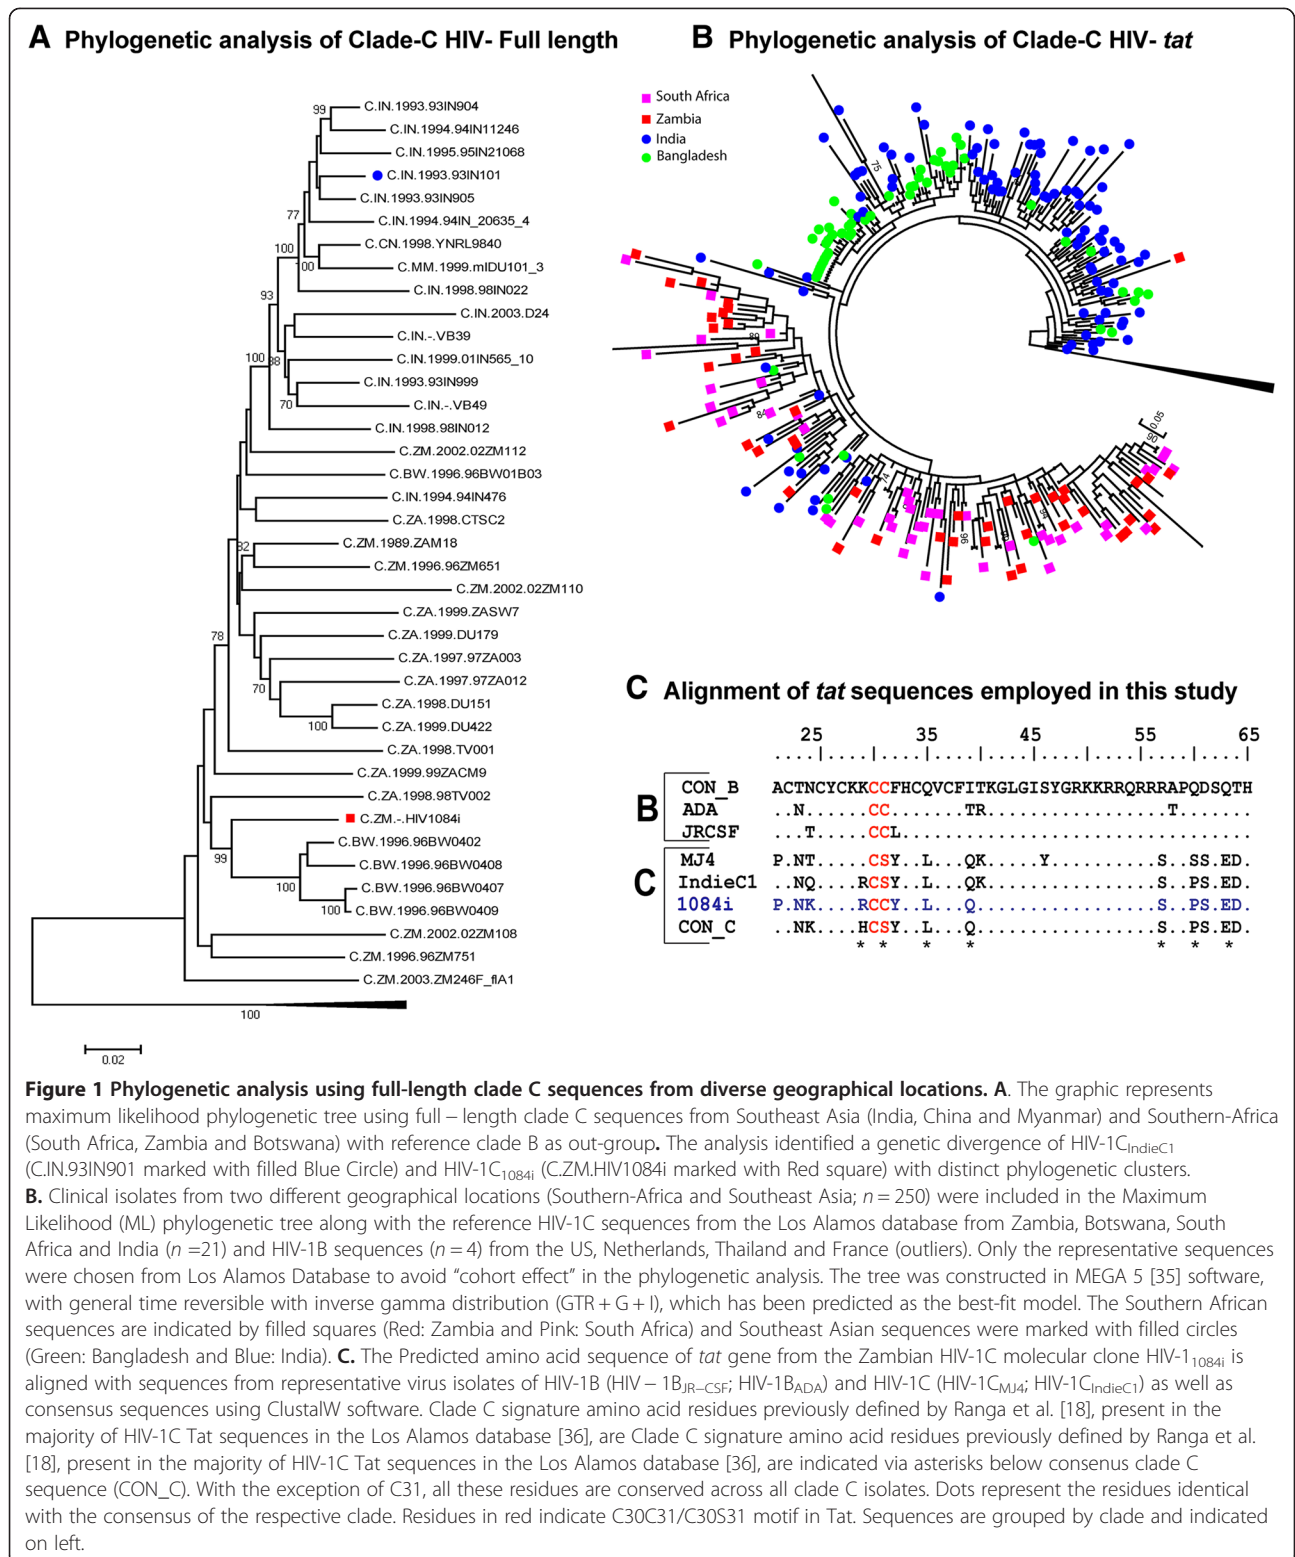 A Phylogenetic analysis of Clade-C HIV- Full length
99
C.IN.1993.93IN904
C.IN.1994.94IN11246
C.IN.1995.95IN21068
C.IN.1993.93IN101
C.IN.1993.93IN905
77
C.IN.1994.94IN_20635_4
C.CN.1998.YNRL9840
100
100
C.MM.1999.mIDU101_3
C.IN.1998.98IN022
93
C.IN.2003.D24
C.IN.-.VB39
100
C.IN.1999.01IN565_10
C.IN.1993.93IN999
70
C.IN.-.VB49
C.IN.1998.98IN012
C.ZM.2002.02ZM112
C.BW.1996.96BW01B03
C.IN.1994.94IN476
C.ZA.1998.CTSC2
C.ZM.1989.ZAM18
C.ZM.1996.96ZM651
C.ZM.2002.02ZM110
C.ZA.1999.ZASW7
78
C.ZA.1999.DU179
C.ZA.1997.97ZA003
C.ZA.1997.97ZA012
70
C.ZA.1998.DU151
100
C.ZA.1999.DU422
C.ZA.1998.TV001
C.ZA.1999.99ZACM9
C.ZA.1998.98TV002
C.ZM.-.HIV1084i
C.BW.1996.96BW0402
99
C.BW.1996.96BW0408
100
C.BW.1996.96BW0407
100
C.BW.1996.96BW0409
C.ZM.2002.02ZM108
C.ZM.1996.96ZM751
C.ZM.2003.ZM246F_flA1
100
0.02
B Phylogenetic analysis of Clade-C HIV- tat
South Africa
Zambia
India
Bangladesh
75
84
74
96
94
90
0.05
C Alignment of tat sequences employed in this study
25 35 45 55 65
B
CON_B ACTNCYCKKCCFHCQVCFITKGLGISYGRKKRRQRRRAPQDSQTH
ADA ..N......CC.......TR.................T.......
JRCSF ...T.....CCL.................................
C
MJ4 P.NT.....CSY..L...QK.....Y..........S..SS.ED.
IndieC1 ..NQ....RCSY..L...QK................S..PS.ED.
1084i P.NK....RCCY..L...Q.................S..PS.ED.
CON_C ..NK....HCSY..L...Q.................S..PS.ED.
* * * * * * *
Figure 1 Phylogenetic analysis using full-length clade C sequences from diverse geographical locations. A. The graphic represents
maximum likelihood phylogenetic tree using full – length clade C sequences from Southeast Asia (India, China and Myanmar) and Southern-Africa
(South Africa, Zambia and Botswana) with reference clade B as out-group. The analysis identified a genetic divergence of HIV-1CIndieC1
(C.IN.93IN901 marked with filled Blue Circle) and HIV-1C1084i (C.ZM.HIV1084i marked with Red square) with distinct phylogenetic clusters.
B. Clinical isolates from two different geographical locations (Southern-Africa and Southeast Asia; n = 250) were included in the Maximum
Likelihood (ML) phylogenetic tree along with the reference HIV-1C sequences from the Los Alamos database from Zambia, Botswana, South
Africa and India (n =21) and HIV-1B sequences (n = 4) from the US, Netherlands, Thailand and France (outliers). Only the representative sequences
were chosen from Los Alamos Database to avoid “cohort effect” in the phylogenetic analysis. The tree was constructed in MEGA 5 [35] software,
with general time reversible with inverse gamma distribution (GTR + G + I), which has been predicted as the best-fit model. The Southern African
sequences are indicated by filled squares (Red: Zambia and Pink: South Africa) and Southeast Asian sequences were marked with filled circles
(Green: Bangladesh and Blue: India). C. The Predicted amino acid sequence of tat gene from the Zambian HIV-1C molecular clone HIV-11084i is
aligned with sequences from representative virus isolates of HIV-1B (HIV – 1BJR–CSF; HIV-1BADA) and HIV-1C (HIV-1CMJ4; HIV-1CIndieC1) as well as
consensus sequences using ClustalW software. Clade C signature amino acid residues previously defined by Ranga et al. [18], present in the
majority of HIV-1C Tat sequences in the Los Alamos database [36], are Clade C signature amino acid residues previously defined by Ranga et al.
[18], present in the majority of HIV-1C Tat sequences in the Los Alamos database [36], are indicated via asterisks below consenus clade C
sequence (CON_C). With the exception of C31, all these residues are conserved across all clade C isolates. Dots represent the residues identical
with the consensus of the respective clade. Residues in red indicate C30C31/C30S31 motif in Tat. Sequences are grouped by clade and indicated
on left.